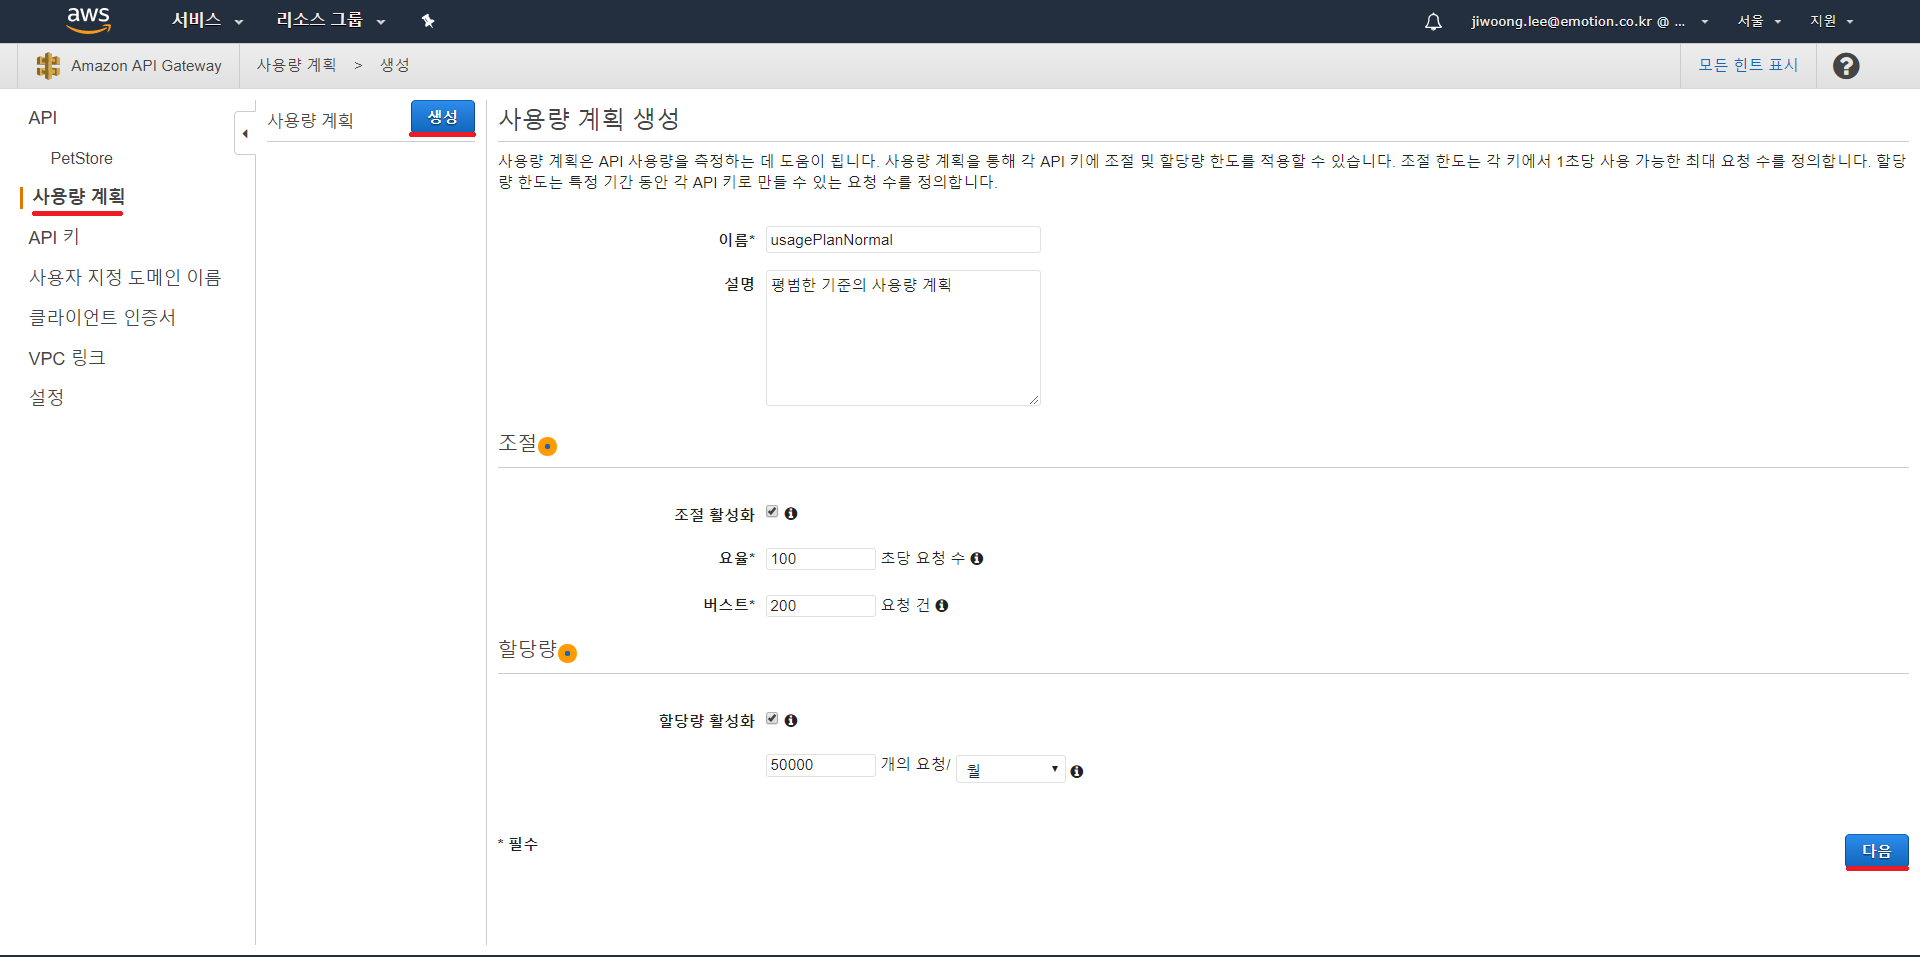 aws 서비스 리소스 그룹 jiwoong.lee@emotion.co.kr @ ... 서울 지원
Amazon API Gateway 사용량 계획 > 생성 모든 힌트 표시 ?
API
PetStore
사용량 계획
API 키
사용자 지정 도메인 이름
클라이언트 인증서
VPC 링크
설정
사용량 계획 생성
사용량 계획 생성
사용량 계획은 API 사용량을 측정하는 데 도움이 됩니다. 사용량 계획을 통해 각 API 키에 조절 및 할당량 한도를 적용할 수 있습니다. 조절 한도는 각 키에서 1초당 사용 가능한 최대 요청 수를 정의합니다. 할당
량 한도는 특정 기간 동안 각 API 키로 만들 수 있는 요청 수를 정의합니다.
이름* usagePlanNormal
설명 평범한 기준의 사용량 계획
조절
조절 활성화
요율* 100 초당 요청 수
버스트* 200 요청 건
할당량
할당량 활성화
50000 개의 요청/ 월
* 필수
다음